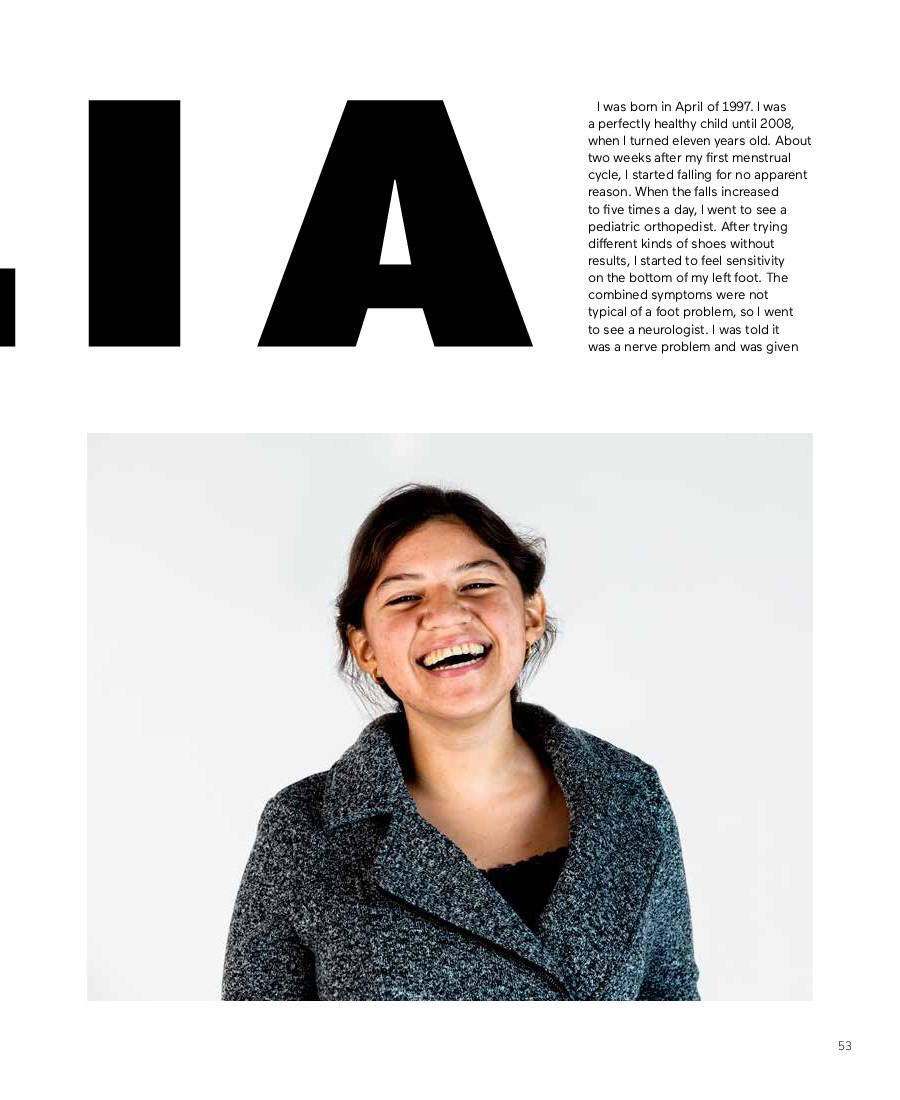 LIA
I was born in April of 1997. I was
a perfectly healthy child until 2008,
when I turned eleven years old. About
two weeks after my first menstrual
cycle, I started falling for no apparent
reason. When the falls increased
to five times a day, I went to see a
pediatric orthopedist. After trying
different kinds of shoes without
results, I started to feel sensitivity
on the bottom of my left foot. The
combined symptoms were not
typical of a foot problem, so I went
to see a neurologist. I was told it
was a nerve problem and was given
53